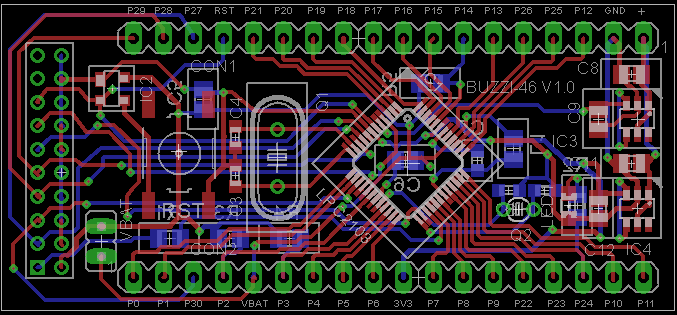 P29 P28 P27 RST P21 P20 P19 P18 P17 P16 P15 P14 P13 P26 P25 P12 GND +
1
CON1
C8
BUZZI-46 V1.0
IC2
Q1
C4
C9
IC3
C6
LPC2103
VBAT
RST
C3
LED
Q2
CON2
C12
IC4
P0 P1 P30 P2 VBAT P3 P4 P5 P6 3V3 P7 P8 P9 P22 P23 P24 P10 P11